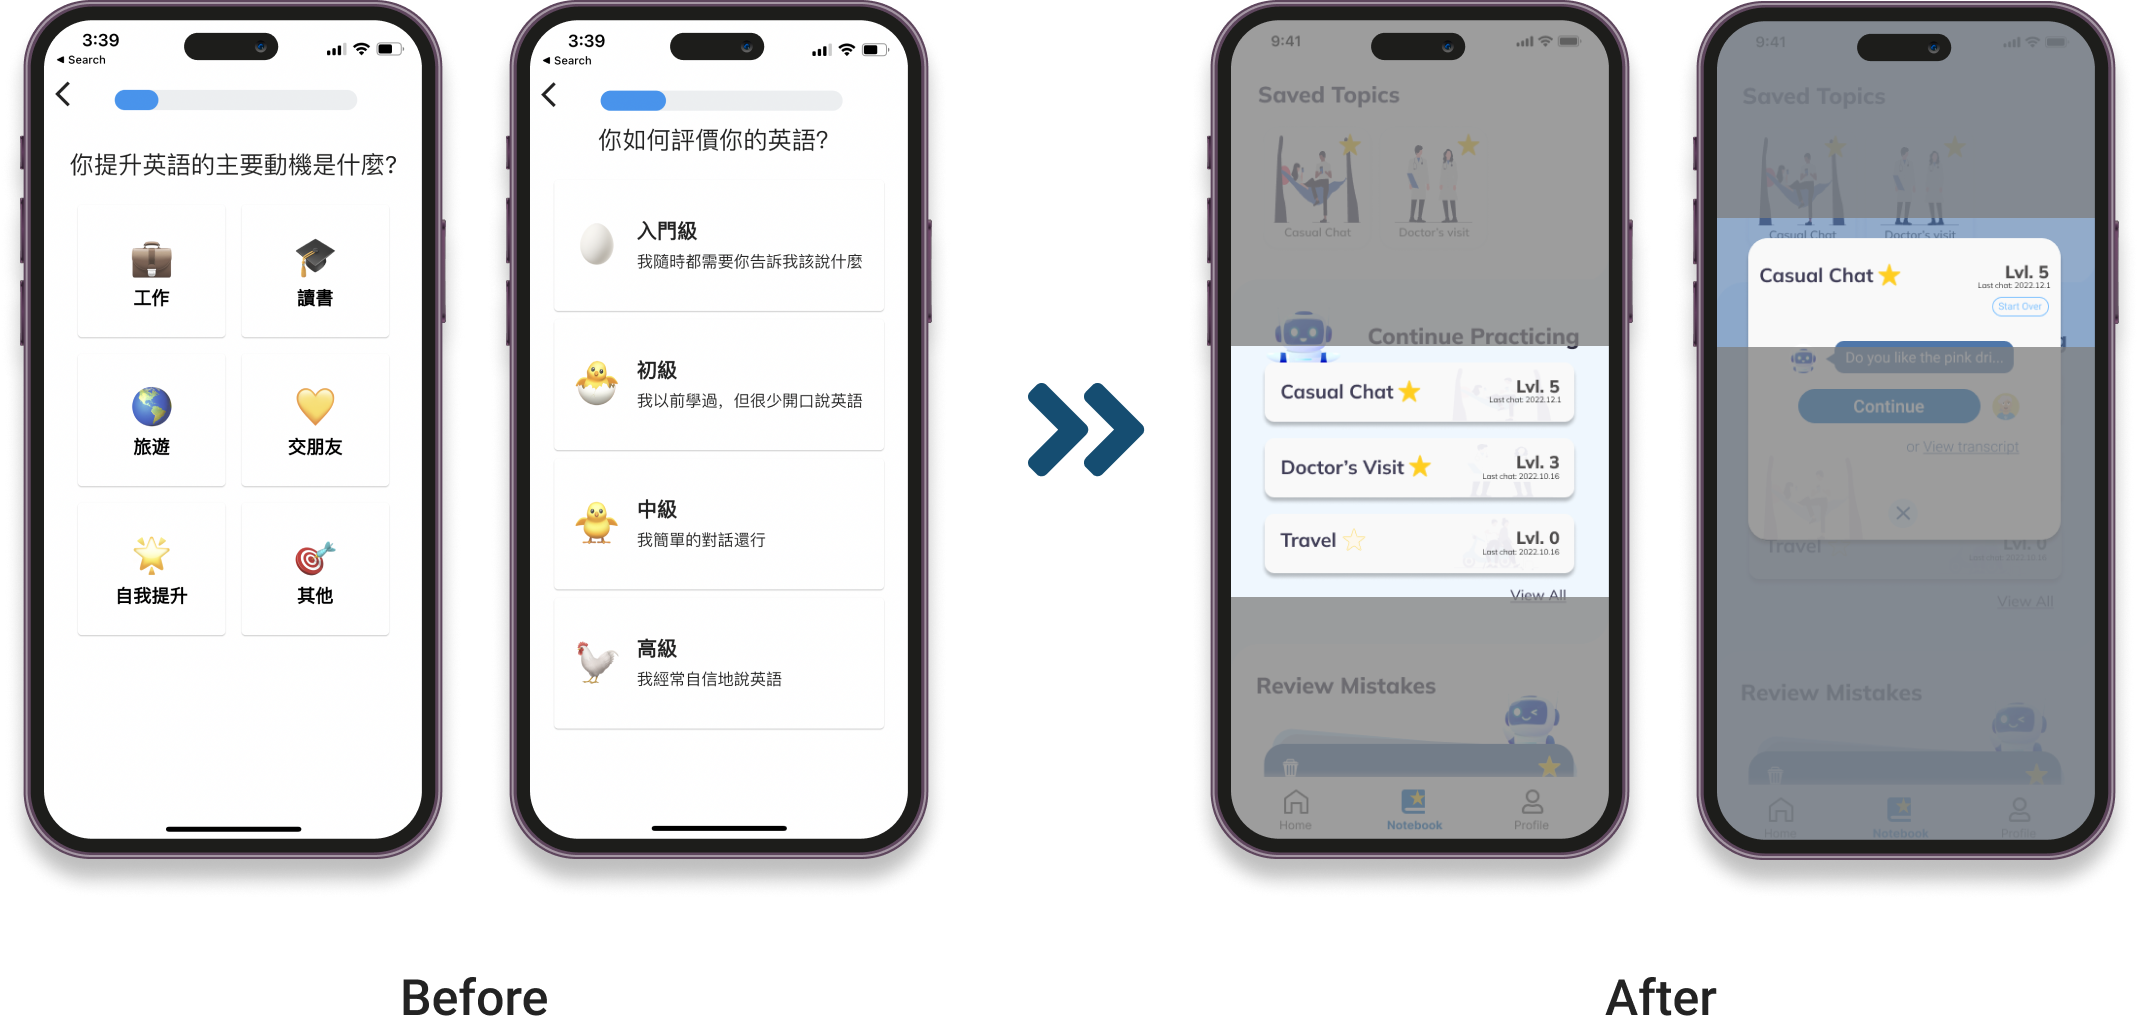 3:39
◀ Search
你提升英語的主要動機是什麼?
工作
讀書
旅遊
交朋友
自我提升
其他
3:39
◀ Search
你如何評價你的英語?
入門級
我隨時都需要你告訴我該說什麼
初級
我以前學過，但很少開口說英語
中級
我簡單的對話還行
高級
我經常自信地說英語
Before
9:41
Saved Topics
Casual Chat
Doctor's visit
Continue Practicing
Casual Chat
Lvl. 5
Last chat: 2022.12.1
Doctor's Visit
Lvl. 3
Last chat: 2022.10.16
Travel
Lvl. 0
Last chat: 2022.10.16
View All
Review Mistakes
Home
Notebook
Profile
9:41
Saved Topics
Casual Chat
Doctor's visit
Casual Chat
Lvl. 5
Last chat: 2022.12.1
Start Over
Do you like the pink dri...
Continue
or View transcript
Travel
Lvl. 0
Last chat: 2022.10.16
View All
Review Mistakes
Home
Notebook
Profile
After